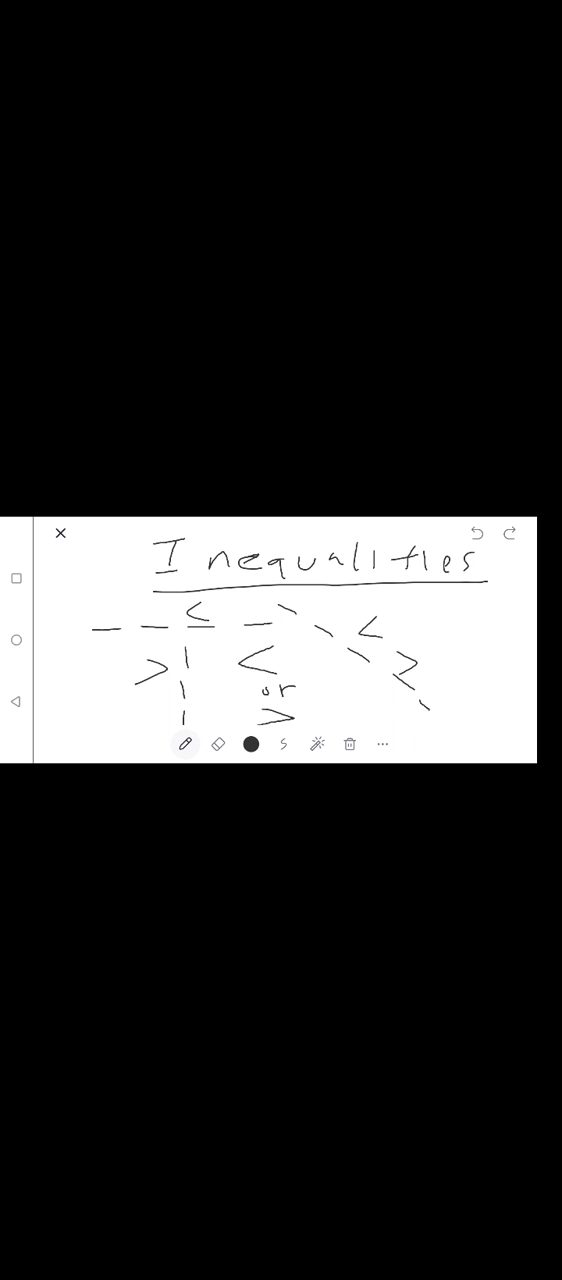 Inequalities
<
<
> < >
or
>